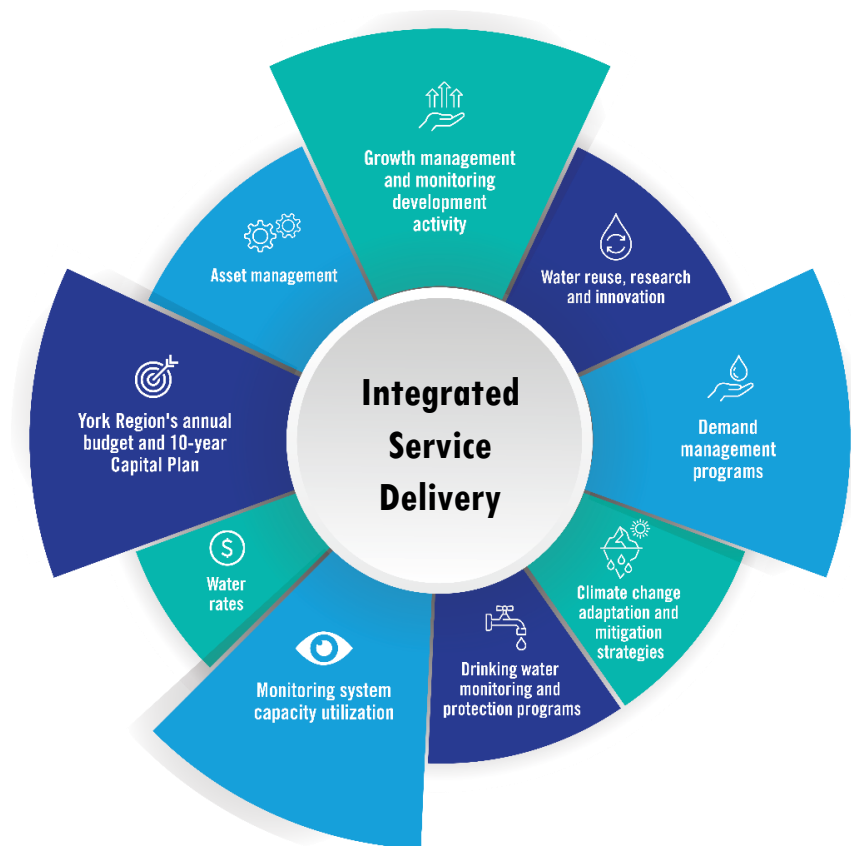 Growth management
and monitoring
development
activity
Water reuse, research
and innovation
Demand
management
programs
Climate change
adaptation and
mitigation
strategies
Drinking water
monitoring and
protection programs
Monitoring system
capacity utilization
$
Water
rates
York Region's annual
budget and 10-year
Capital Plan
Asset management
Integrated
Service
Delivery